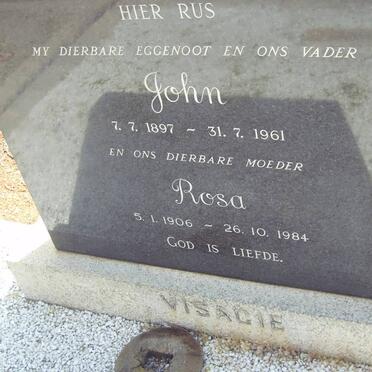 HIER RUS
MY DIERBARE EGGENOOT EN ONS VADER
John
7. 7. 1897 ~ 31. 7. 1961
EN ONS DIERBARE MOEDER
Rosa
5. 1. 1906 ~ 26. 10. 1984
GOD IS LIEFDE.
VISAGIE